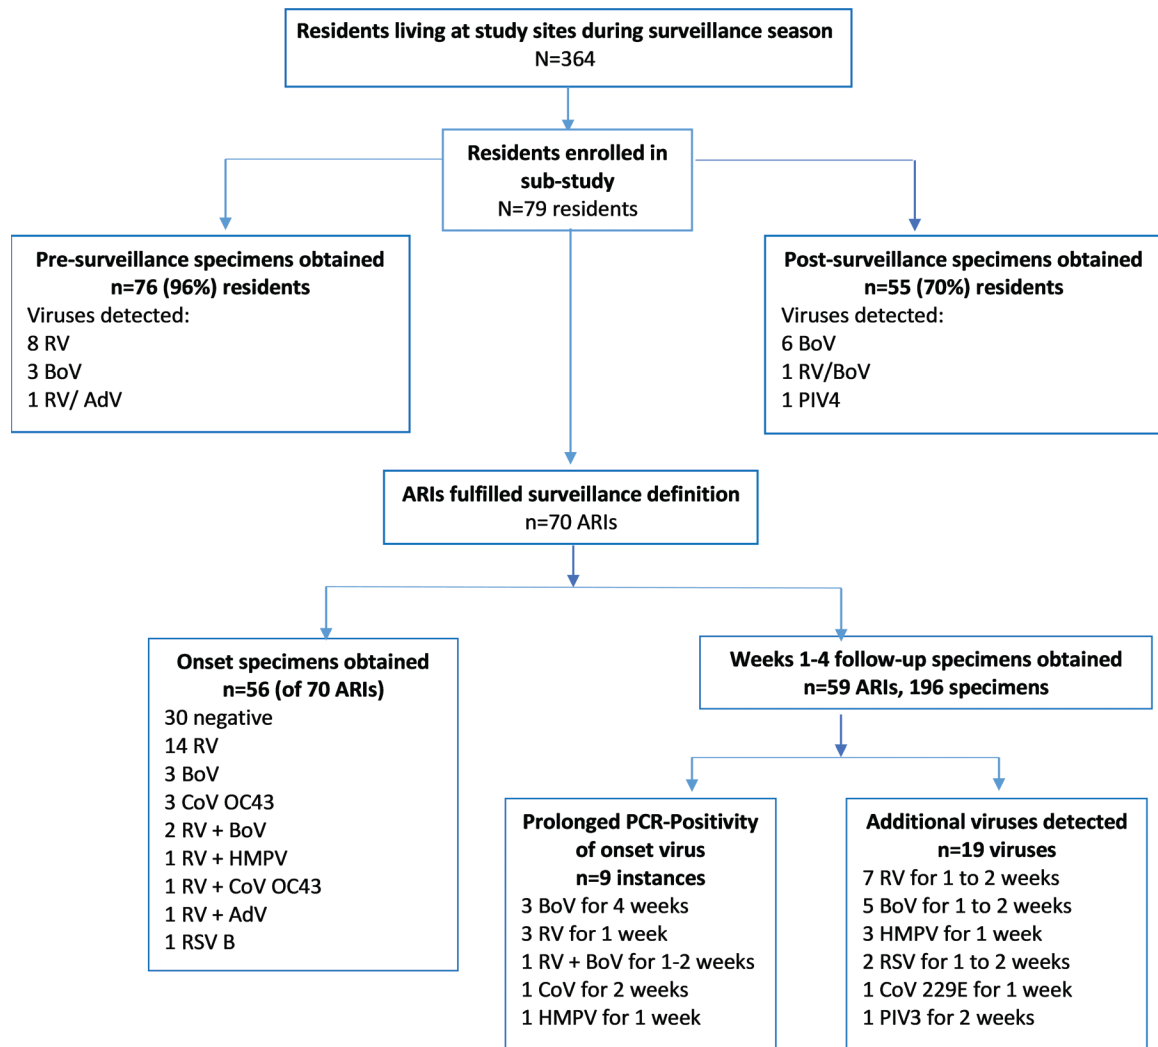 Residents living at study sites during surveillance season
N=364
Residents enrolled in
sub-study
N=79 residents
Pre-surveillance specimens obtained
n=76 (96%) residents
Viruses detected:
8 RV
3 BoV
1 RV/ AdV
Post-surveillance specimens obtained
n=55 (70%) residents
Viruses detected:
6 BoV
1 RV/BoV
1 PIV4
ARIs fulfilled surveillance definition
n=70 ARIs
Onset specimens obtained
n=56 (of 70 ARIs)
30 negative
14 RV
3 BoV
3 CoV OC43
2 RV + BoV
1 RV + HMPV
1 RV + CoV OC43
1 RV + AdV
1 RSV B
Weeks 1-4 follow-up specimens obtained
n=59 ARIs, 196 specimens
Prolonged PCR-Positivity
of onset virus
n=9 instances
3 BoV for 4 weeks
3 RV for 1 week
1 RV + BoV for 1-2 weeks
1 CoV for 2 weeks
1 HMPV for 1 week
Additional viruses detected
n=19 viruses
7 RV for 1 to 2 weeks
5 BoV for 1 to 2 weeks
3 HMPV for 1 week
2 RSV for 1 to 2 weeks
1 CoV 229E for 1 week
1 PIV3 for 2 weeks